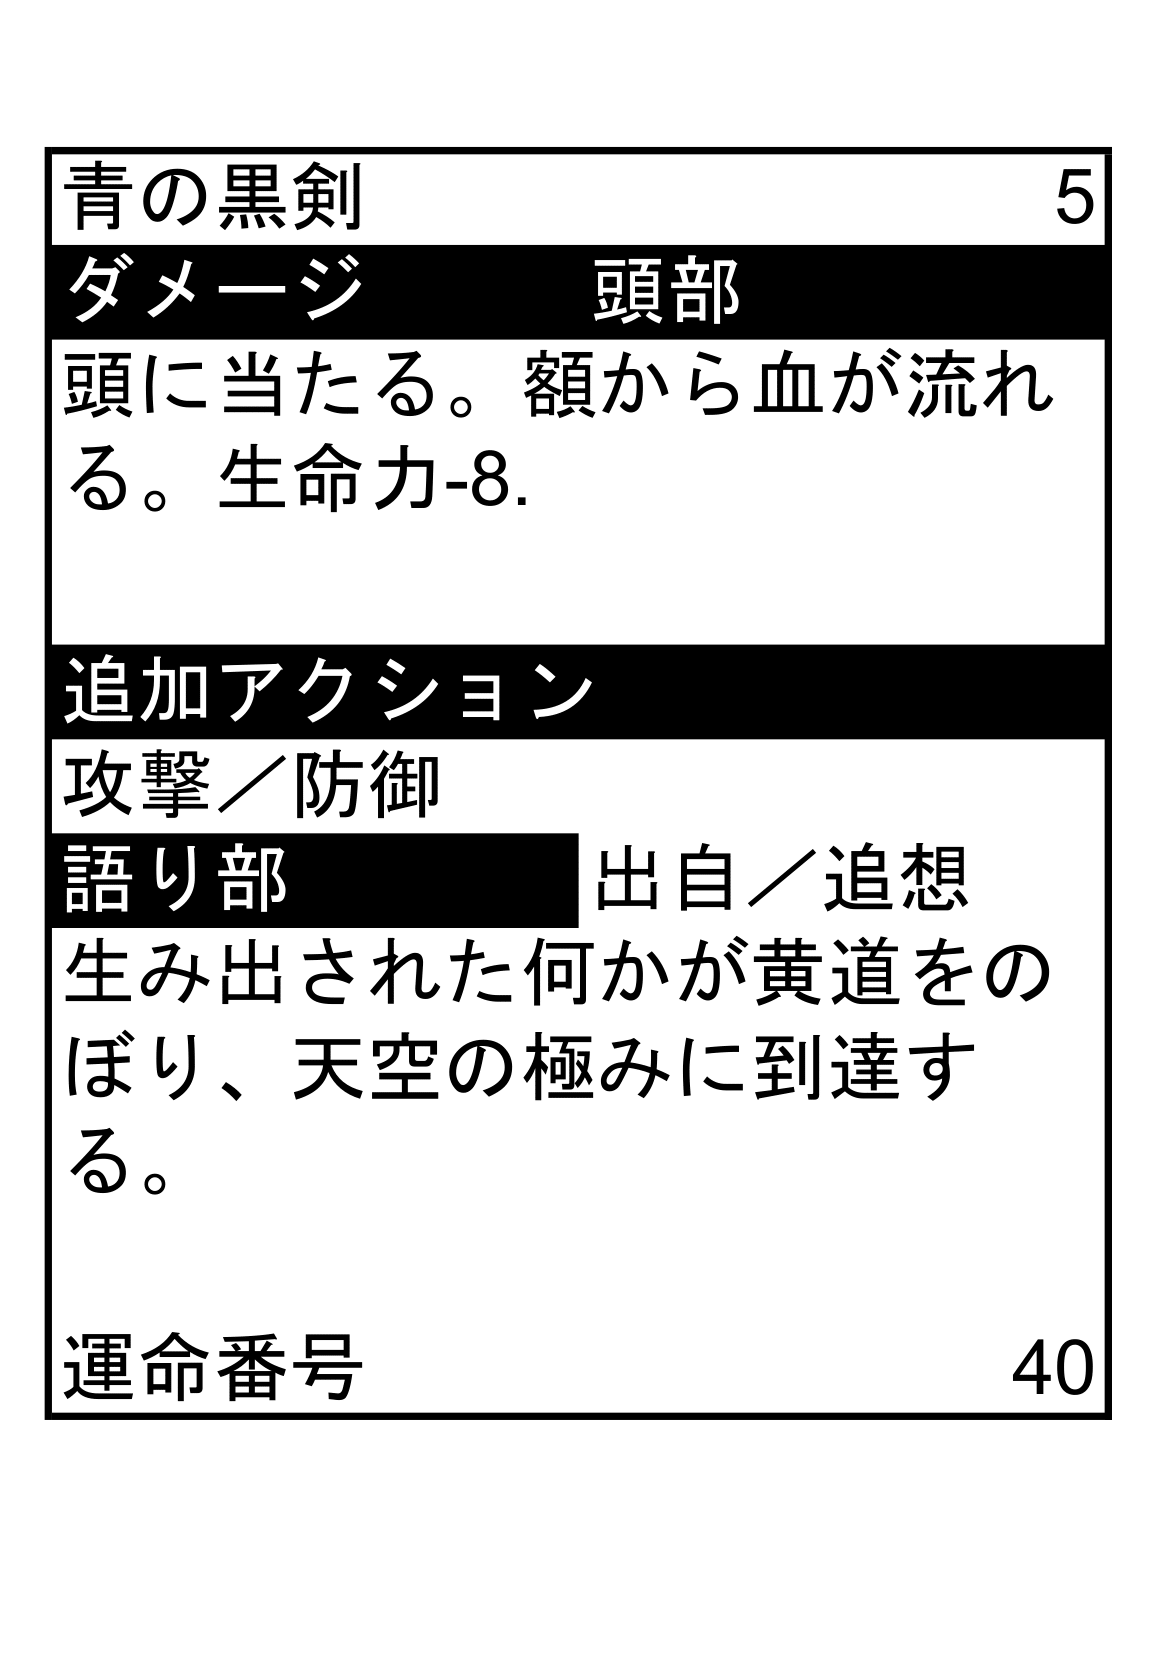 青の黒剣 5
ダメージ 頭部
頭に当たる。額から血が流れ
る。生命力-8.
追加アクション
攻撃／防御
語り部 出自／追想
生み出された何かが黄道をの
ぼり、天空の極みに到達す
る。
運命番号 40